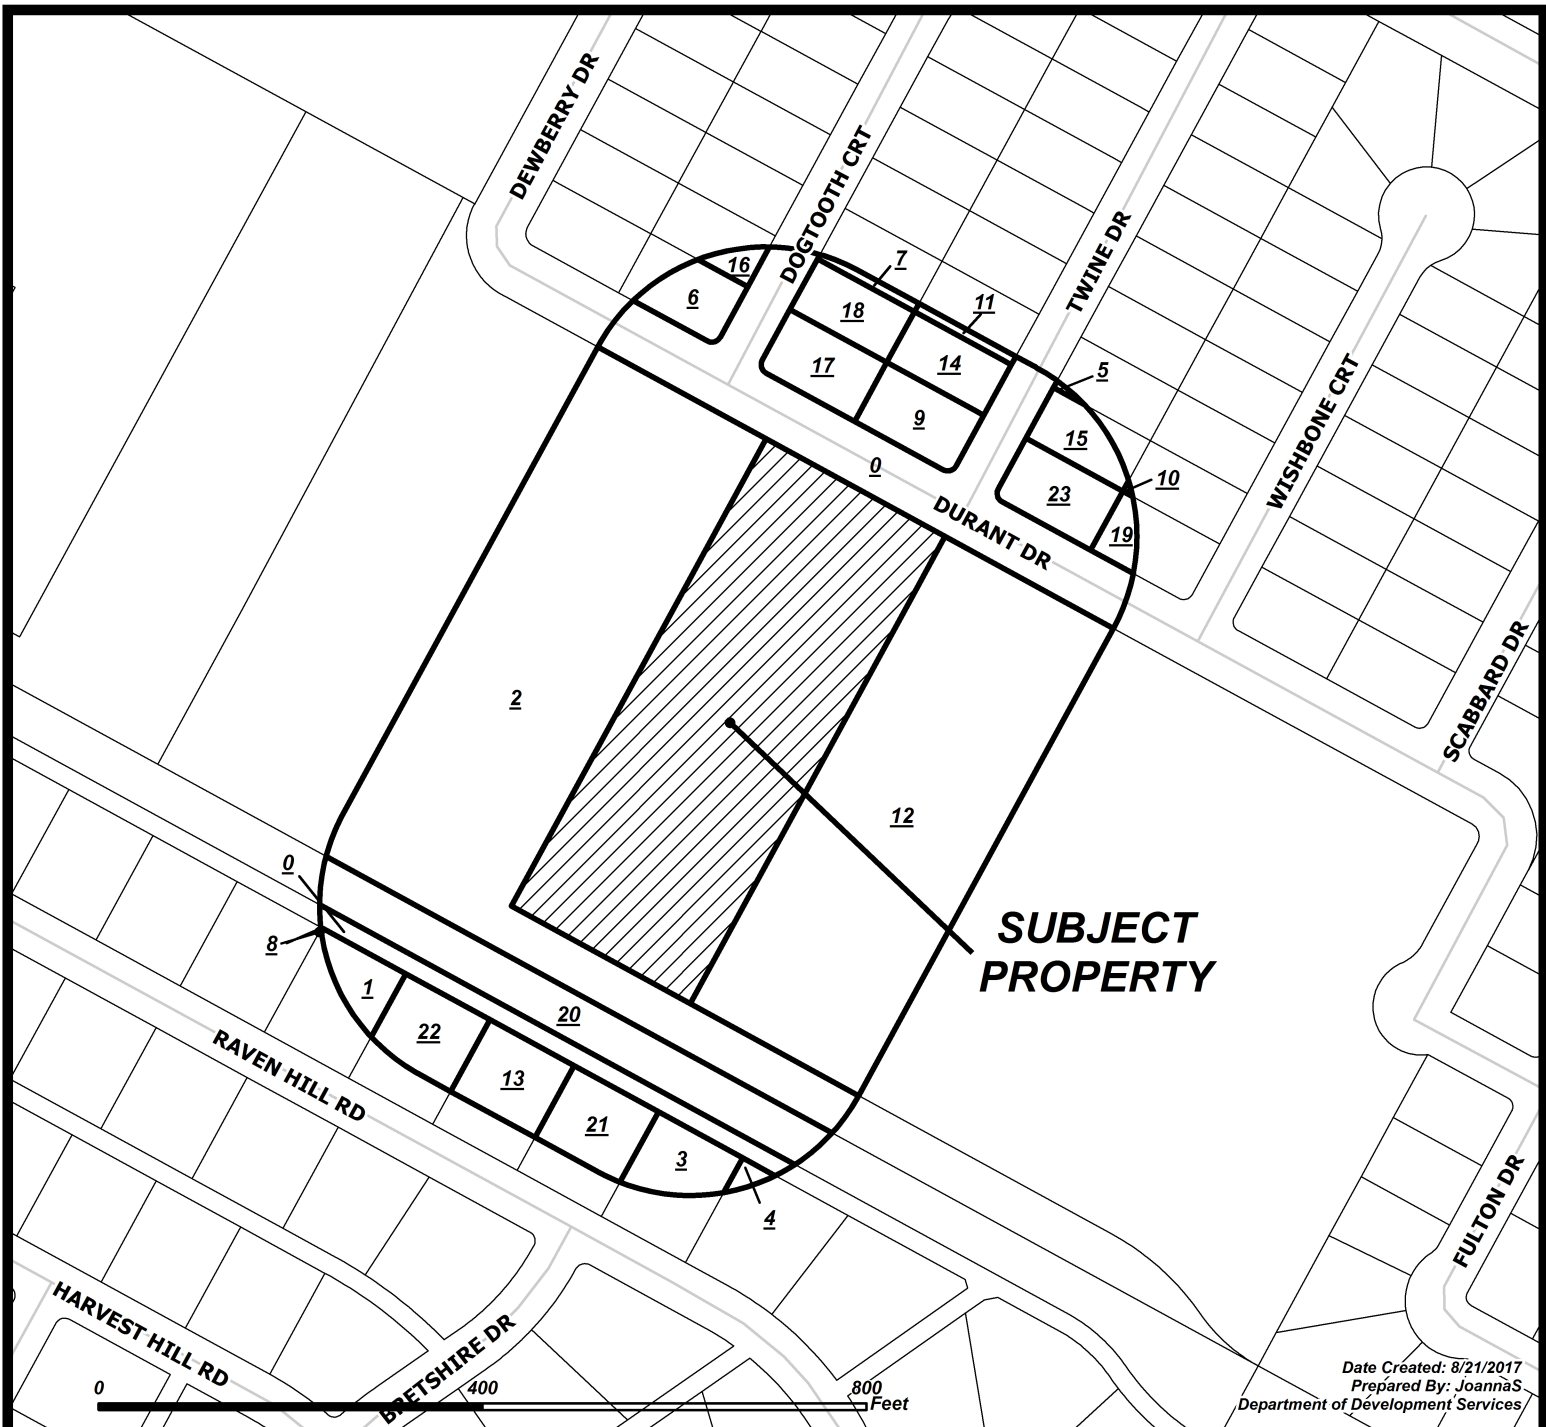 DEWBERRY DR
DOGTOOTH CRT
TWINE DR
WISHBONE CRT
SCABBARD DR
16
7
6
18
11
17
14
5
9
15
0
23
10
19
DURANT DR
2
12
0
8
SUBJECT
PROPERTY
1
20
22
13
21
3
4
RAVEN HILL RD
FULTON DR
HARVEST HILL RD
BRETSHIRE DR
0 400 800
Feet
Date Created: 8/21/2017
Prepared By: JoannaS
Department of Development Services